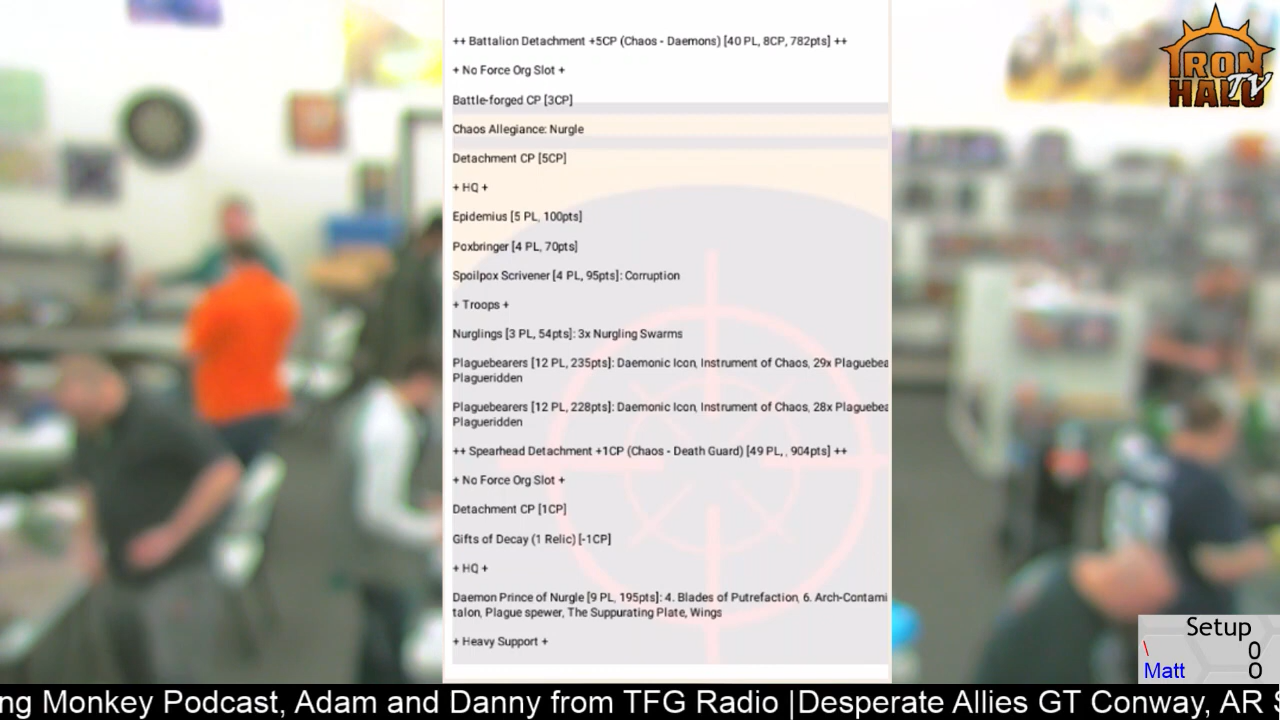 ++ Battalion Detachment +5CP (Chaos - Daemons) [40 PL, 8CP, 782pts] ++
+ No Force Org Slot +
Battle-forged CP [3CP]
Chaos Allegiance: Nurgle
Detachment CP [5CP]
+ HQ +
Epidemius [5 PL, 100pts]
Poxbringer [4 PL, 70pts]
Spoilpox Scrivener [4 PL, 95pts]: Corruption
+ Troops +
Nurglings [3 PL, 54pts]: 3x Nurgling Swarms
Plaguebearers [12 PL, 235pts]: Daemonic Icon, Instrument of Chaos, 29x Plaguebea
Plagueridden
Plaguebearers [12 PL, 228pts]: Daemonic Icon, Instrument of Chaos, 28x Plaguebea
Plagueridden
++ Spearhead Detachment +1CP (Chaos - Death Guard) [49 PL, , 904pts] ++
+ No Force Org Slot +
Detachment CP [1CP]
Gifts of Decay (1 Relic) [-1CP]
+ HQ +
Daemon Prince of Nurgle [9 PL, 195pts]: 4. Blades of Putrefaction, 6. Arch-Contami
talon, Plague spewer, The Suppurating Plate, Wings
+ Heavy Support +
IRON
HALO
TV
Setup
\ 0
Matt 0
ng Monkey Podcast, Adam and Danny from TFG Radio |Desperate Allies GT Conway, AR S